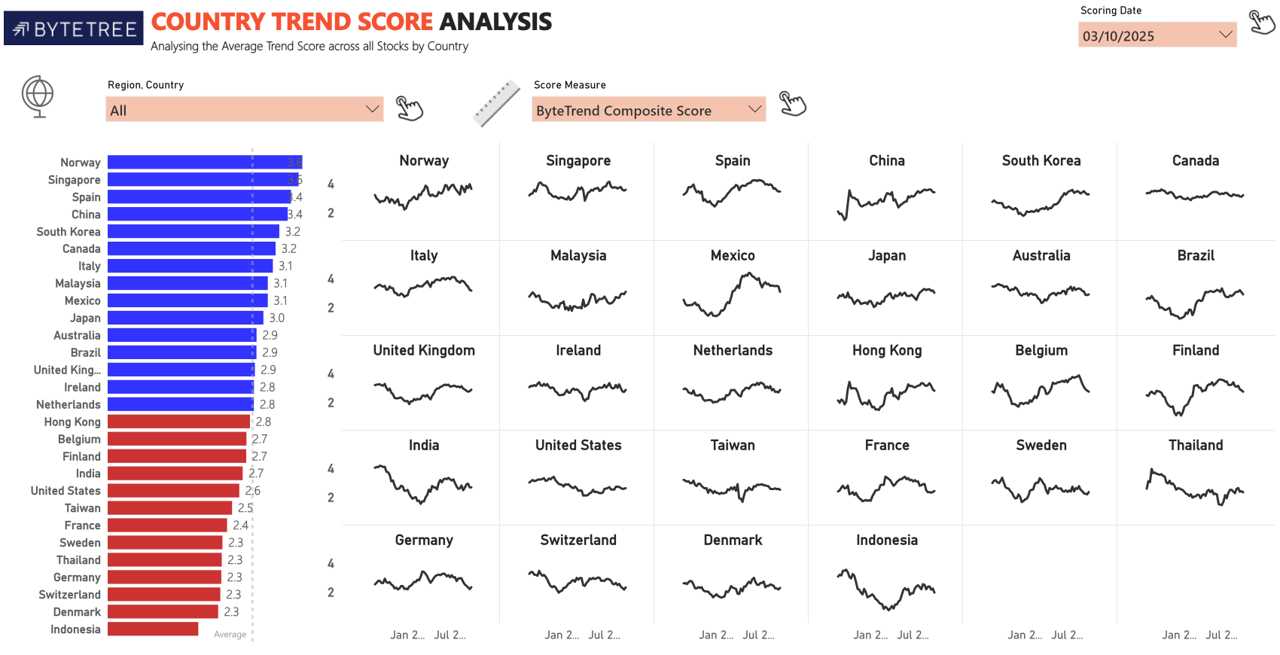 BYTETREE
COUNTRY TREND SCORE ANALYSIS
Analysing the Average Trend Score across all Stocks by Country
Scoring Date
03/10/2025
Region, Country
All
Score Measure
ByteTrend Composite Score
Norway
Singapore 3.5
Spain 3.4
China 3.4
South Korea 3.2
Canada 3.2
Italy 3.1
Malaysia 3.1
Mexico 3.1
Japan 3.0
Australia 2.9
Brazil 2.9
United King... 2.9
Ireland 2.8
Netherlands 2.8
Hong Kong 2.8
Belgium 2.7
Finland 2.7
India 2.7
United States 2.6
Taiwan 2.5
France 2.4
Sweden 2.3
Thailand 2.3
Germany 2.3
Switzerland 2.3
Denmark 2.3
Indonesia
Average
Norway Singapore Spain China South Korea Canada
4
2
Italy Malaysia Mexico Japan Australia Brazil
4
2
United Kingdom Ireland Netherlands Hong Kong Belgium Finland
4
2
India United States Taiwan France Sweden Thailand
4
2
Germany Switzerland Denmark Indonesia
4
2
Jan 2... Jul 2... Jan 2... Jul 2... Jan 2... Jul 2... Jan 2... Jul 2... Jan 2... Jul 2... Jan 2... Jul 2...